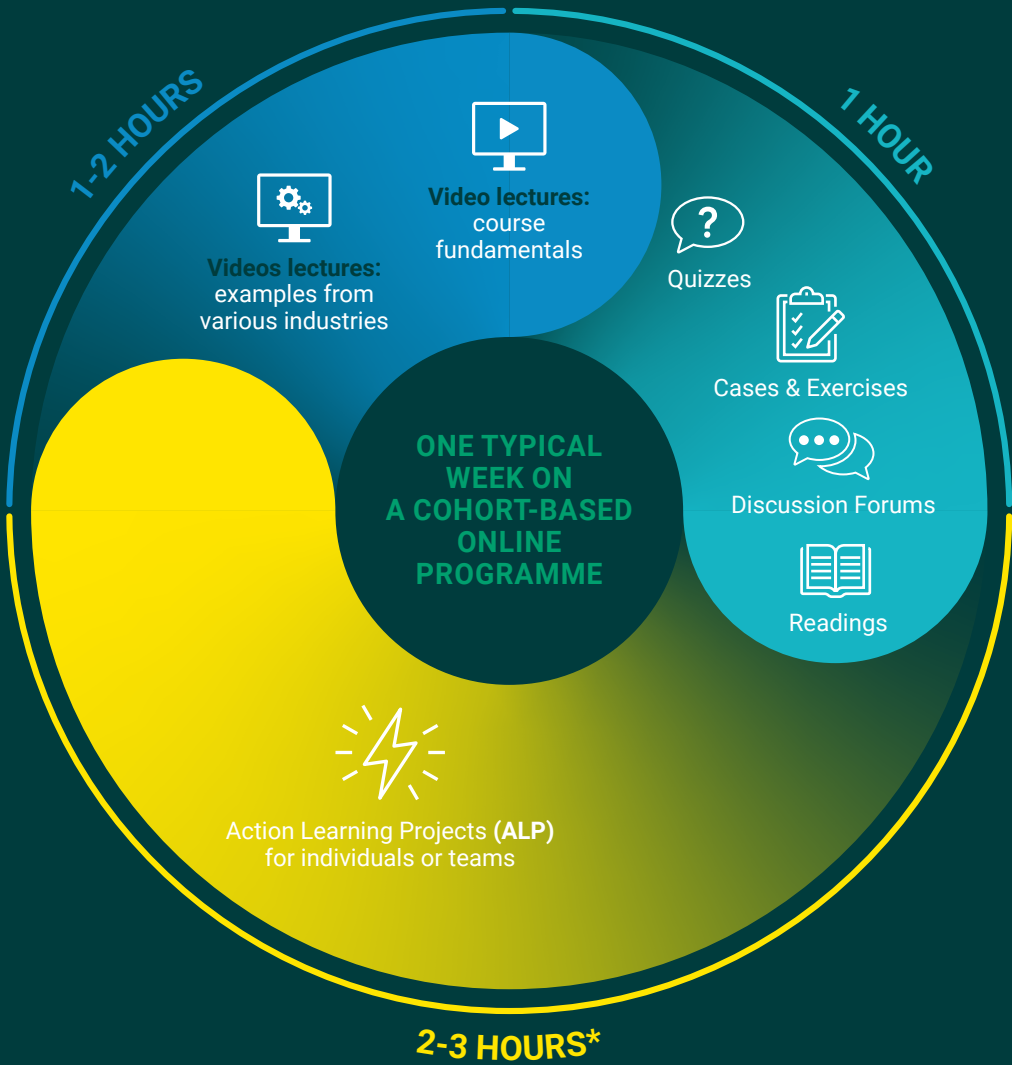 1-2 HOURS
1 HOUR
Video lectures:
course
fundamentals
Videos lectures:
examples from
various industries
?
Quizzes
Cases & Exercises
Discussion Forums
Readings
ONE TYPICAL
WEEK ON
A COHORT-BASED
ONLINE
PROGRAMME
Action Learning Projects (ALP)
for individuals or teams
2-3 HOURS*